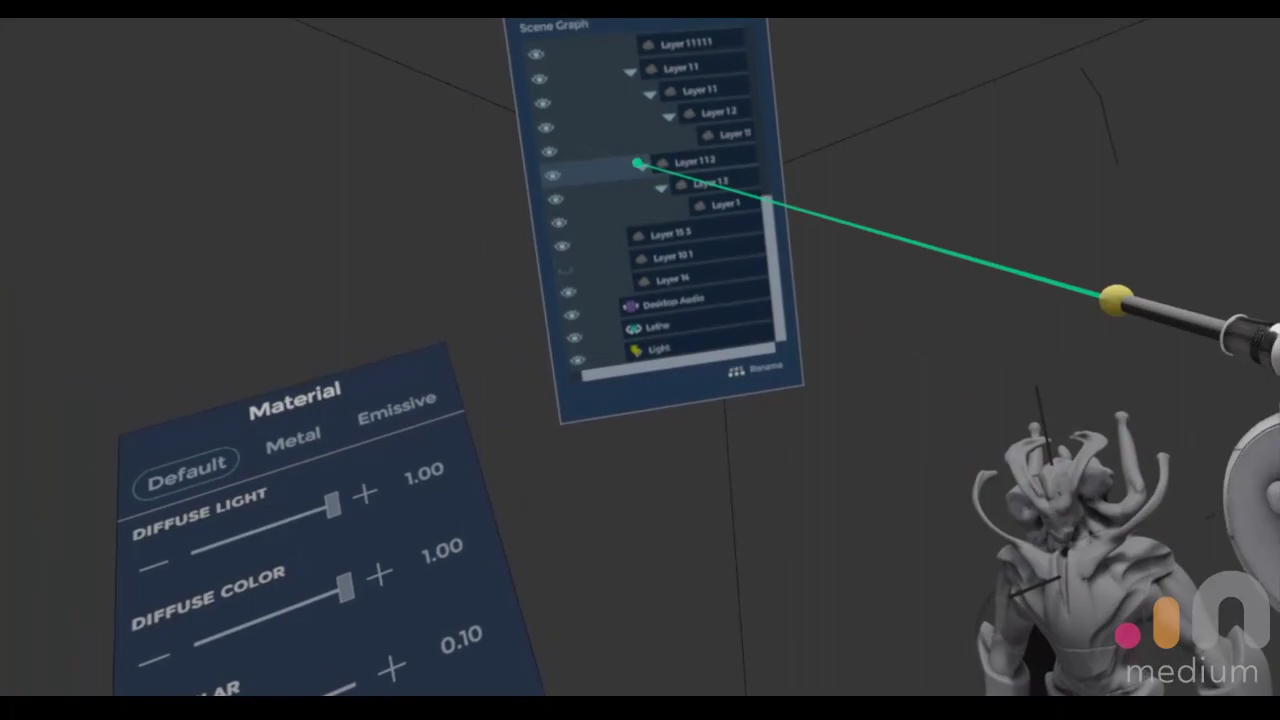 Scene Graph
Layer 11111
Layer 11
Layer 11
Layer 12
Layer 11
Layer 113
Layer 13
Layer 1
Layer 15 5
Layer 10 1
Layer 14
Desktop Audio
Light
Rename
Material
Default
Metal
Emissive
DIFFUSE LIGHT
1.00
DIFFUSE COLOR
1.00
LAR
0.10
medium